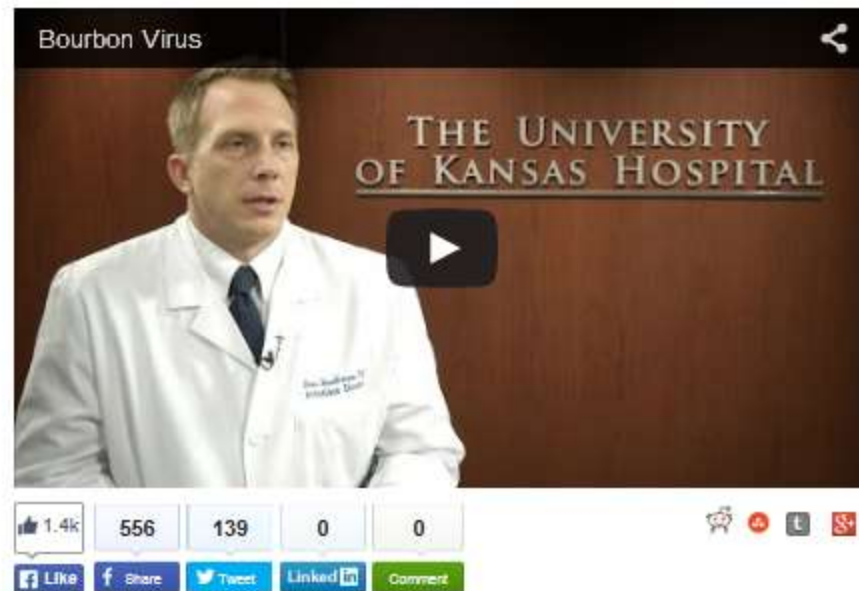 Bourbon Virus
THE UNIVERSITY
OF KANSAS HOSPITAL
1.4k
556
139
0
0
Like
Share
Tweet
Linked in
Comment